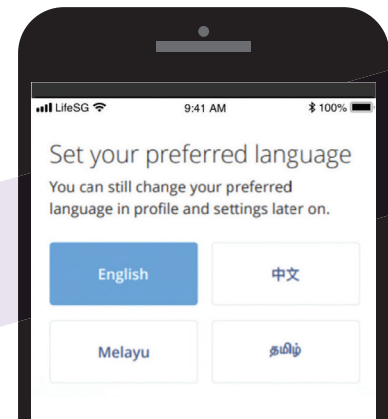 LifeSG 9:41 AM 100%
Set your preferred language
You can still change your preferred
language in profile and settings later on.
English 中文
Melayu தமிழ்